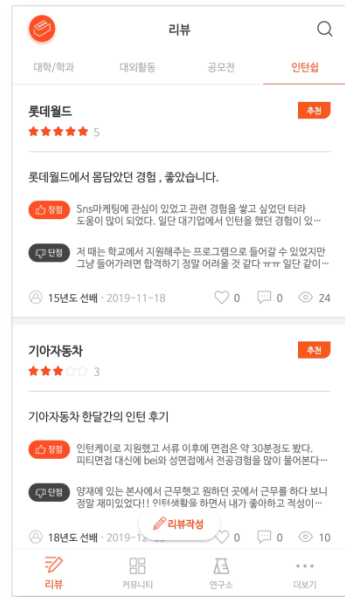 리뷰
대학/학과 대외활동 공모전 인턴쉽
롯데월드 추천
5
롯데월드에서 몸담았던 경험 , 좋았습니다.
장점 Sns마케팅에 관심이 있었고 관련 경험을 쌓고 싶었던 터라
도움이 많이 되었다. 일단 대기업에서 인턴을 했던 경험이 있…
단점 저 때는 학교에서 지원해주는 프로그램으로 들어갈 수 있었지만
그냥 들어가려면 합격하기 정말 어려울 것 같다 ㅠㅠ 일단 같이…
15년도 선배 · 2019-11-18 0 0 24
기아자동차 추천
3
기아자동차 한달간의 인턴 후기
장점 인턴케이로 지원했고 서류 이후에 면접은 약 30분정도 봤다.
피티면접 대신에 bei와 성면접에서 전공경험을 많이 물어본다…
단점 양재에 있는 본사에서 근무했고 원하던 곳에서 근무를 하다 보니
정말 재미있었다!! 인턴생활을 하면서 내가 좋아하고 적성이…
18년도 선배 · 2019-1 0 0 10
리뷰작성
리뷰 커뮤니티 연구소 더보기